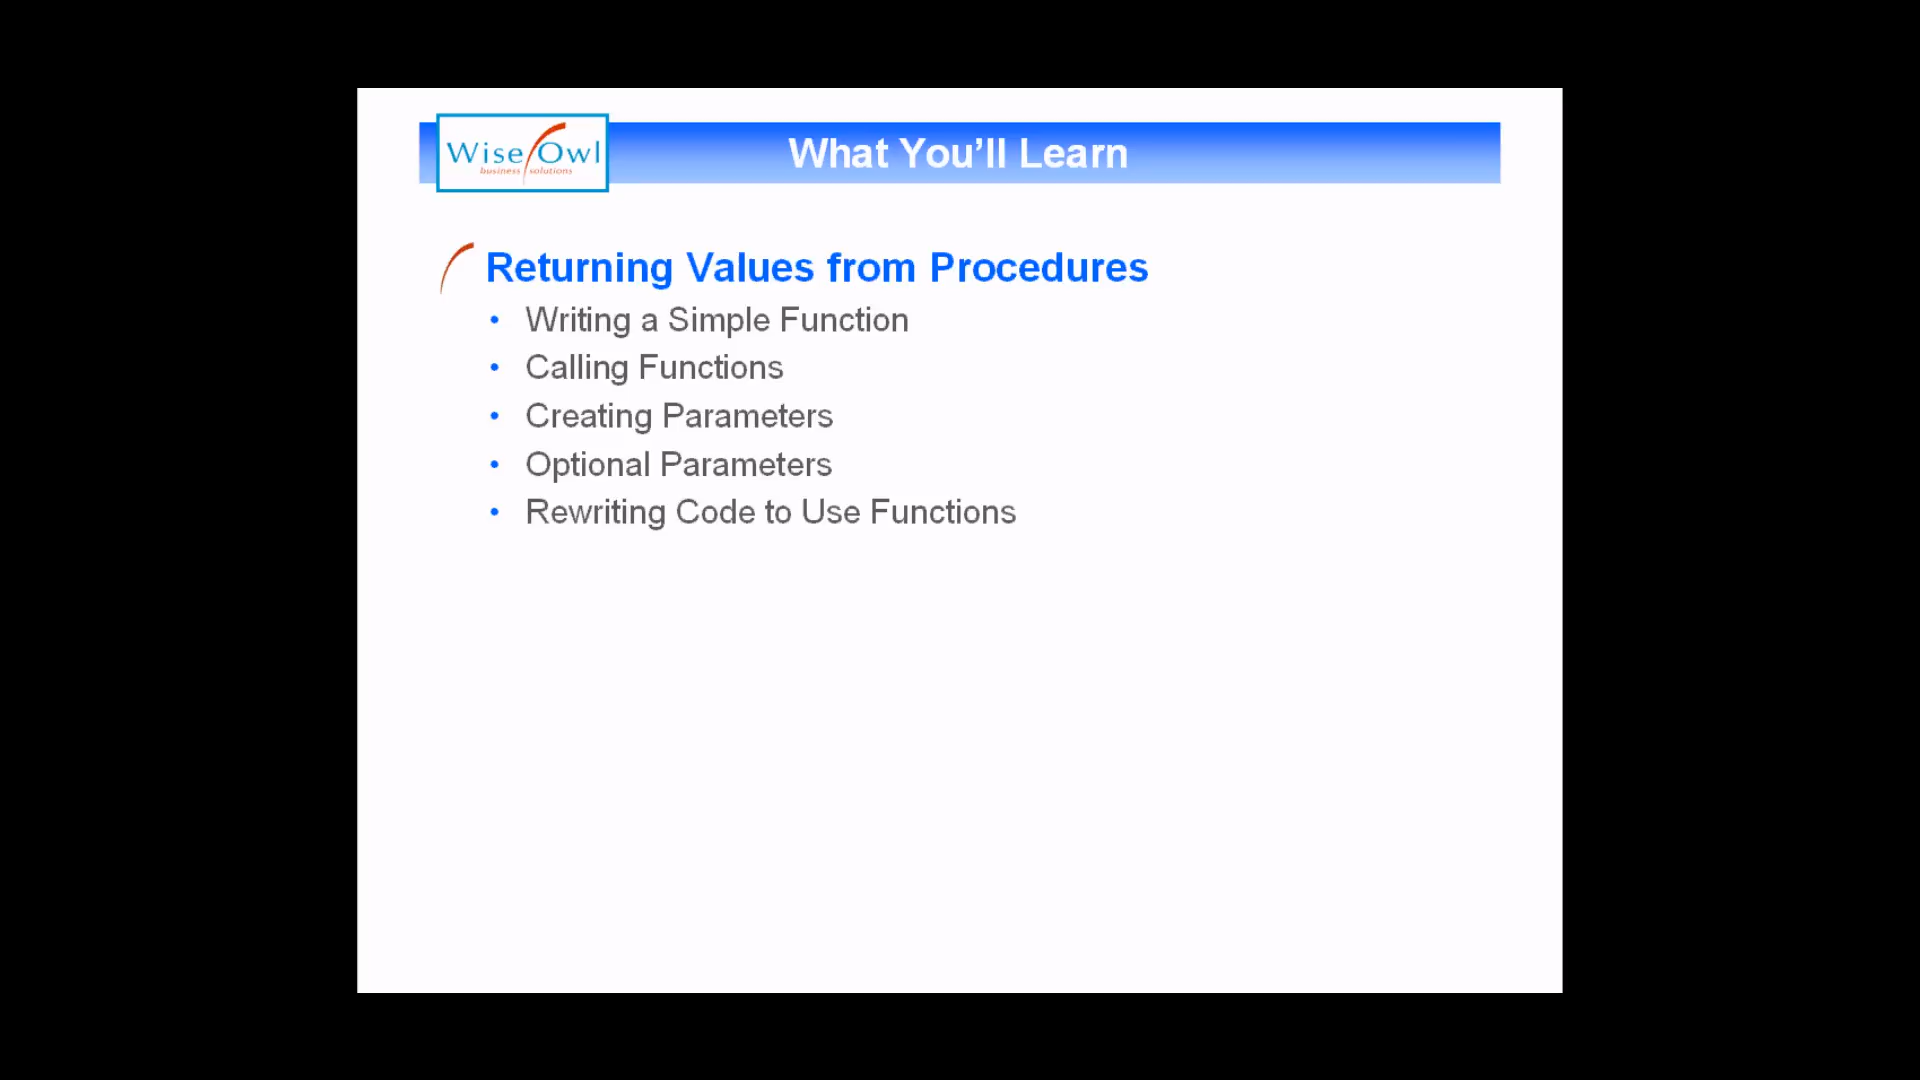 Wise Owl
business solutions
What You'll Learn
Returning Values from Procedures
• Writing a Simple Function
• Calling Functions
• Creating Parameters
• Optional Parameters
• Rewriting Code to Use Functions